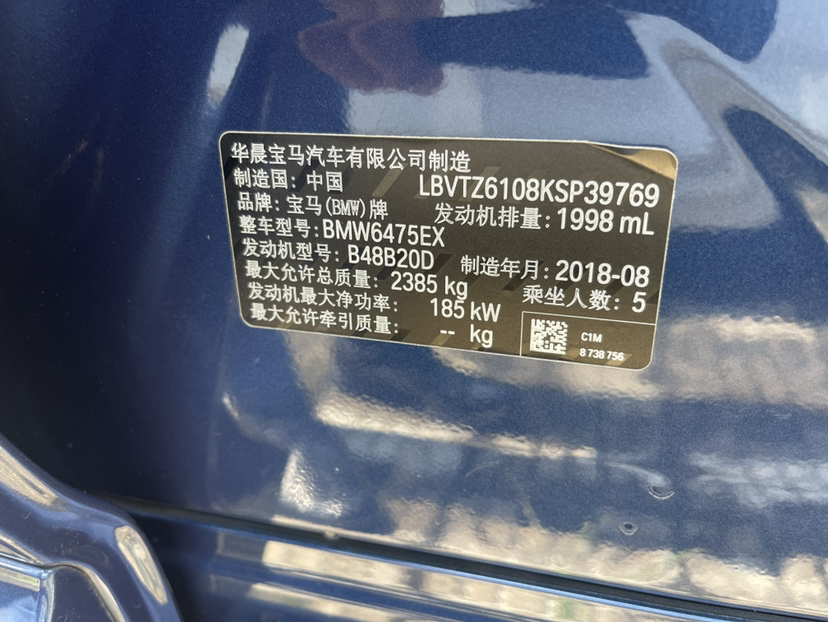 华晨宝马汽车有限公司制造
制造国：中国 LBVTZ6108KSP39769
品牌：宝马(BMW)牌 发动机排量：1998 mL
整车型号：BMW6475EX
发动机型号：B48B20D 制造年月：2018-08
最大允许总质量：2385 kg 乘坐人数：5
发动机最大净功率： 185 kW
最大允许牵引质量： -- kg
C1M
8 738 756